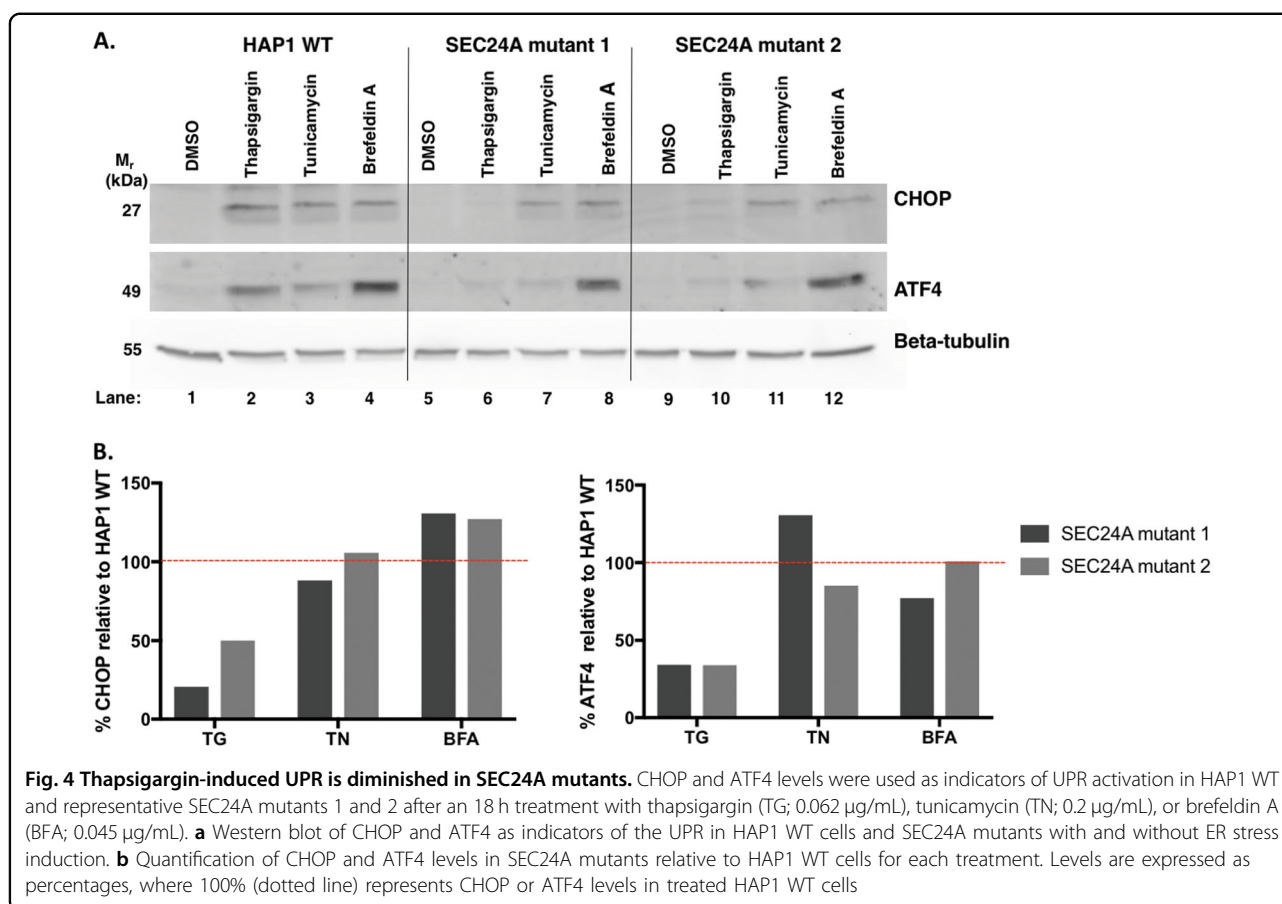 A.
HAP1 WT SEC24A mutant 1 SEC24A mutant 2
DMSO Thapsigargin Tunicamycin Brefeldin A DMSO Thapsigargin Tunicamycin Brefeldin A DMSO Thapsigargin Tunicamycin Brefeldin A
Mr
(kDa)
27 CHOP
49 ATF4
55 Beta-tubulin
Lane: 1 2 3 4 5 6 7 8 9 10 11 12
B.
% CHOP relative to HAP1 WT
150
100
50
0
TG TN BFA
% ATF4 relative to HAP1 WT
150
100
50
0
TG TN BFA
SEC24A mutant 1
SEC24A mutant 2
Fig. 4 Thapsigargin-induced UPR is diminished in SEC24A mutants. CHOP and ATF4 levels were used as indicators of UPR activation in HAP1 WT
and representative SEC24A mutants 1 and 2 after an 18 h treatment with thapsigargin (TG; 0.062 µg/mL), tunicamycin (TN; 0.2 µg/mL), or brefeldin A
(BFA; 0.045 µg/mL). a Western blot of CHOP and ATF4 as indicators of the UPR in HAP1 WT cells and SEC24A mutants with and without ER stress
induction. b Quantification of CHOP and ATF4 levels in SEC24A mutants relative to HAP1 WT cells for each treatment. Levels are expressed as
percentages, where 100% (dotted line) represents CHOP or ATF4 levels in treated HAP1 WT cells